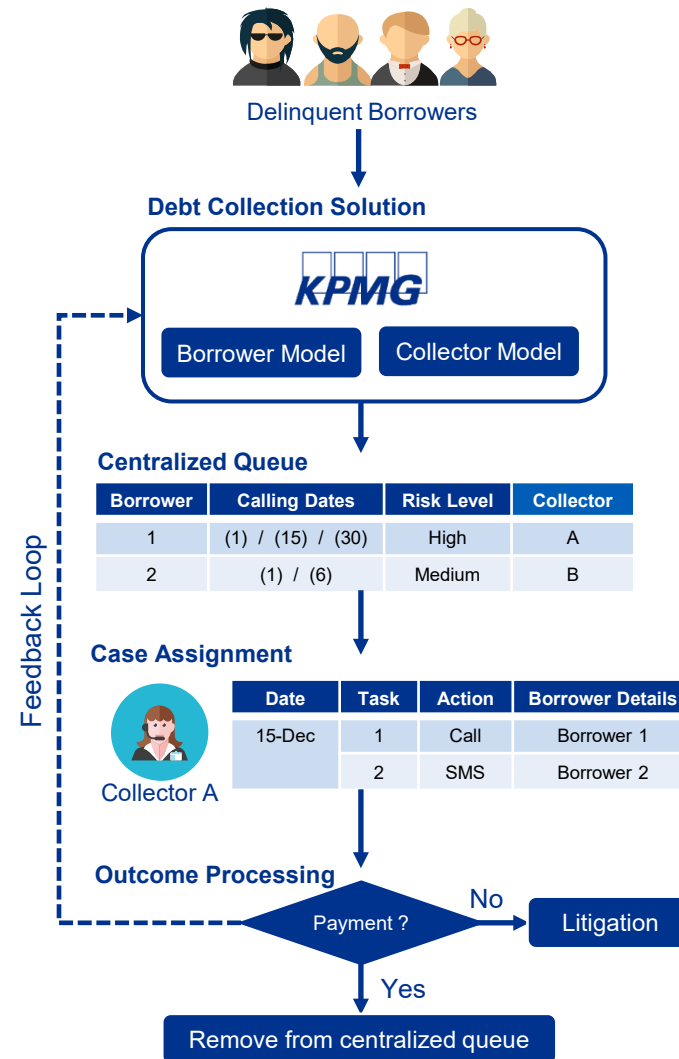 Delinquent Borrowers
Debt Collection Solution
KPMG
Borrower Model
Collector Model
Centralized Queue
Borrower Calling Dates Risk Level Collector
1 (1) / (15) / (30) High A
2 (1) / (6) Medium B
Feedback Loop
Case Assignment
Date Task Action Borrower Details
15-Dec 1 Call Borrower 1
2 SMS Borrower 2
Collector A
Outcome Processing
Payment ?
No
Litigation
Yes
Remove from centralized queue